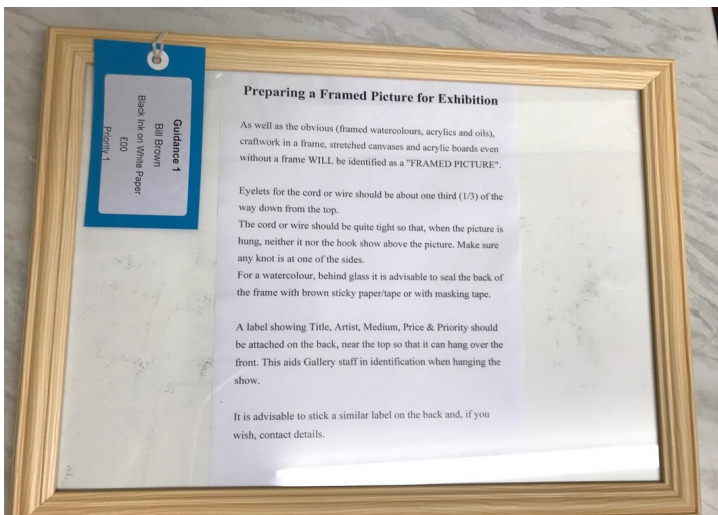 Guidance 1
Bill Brown
Black Ink on White Paper
£00
Priority 1
Preparing a Framed Picture for Exhibition
As well as the obvious (framed watercolours, acrylics and oils),
craftwork in a frame, stretched canvases and acrylic boards even
without a frame WILL be identified as a "FRAMED PICTURE".
Eyelets for the cord or wire should be about one third (1/3) of the
way down from the top.
The cord or wire should be quite tight so that, when the picture is
hung, neither it nor the hook show above the picture. Make sure
any knot is at one of the sides.
For a watercolour, behind glass it is advisable to seal the back of
the frame with brown sticky paper/tape or with masking tape.
A label showing Title, Artist, Medium, Price & Priority should
be attached on the back, near the top so that it can hang over the
front. This aids Gallery staff in identification when hanging the
show.
It is advisable to stick a similar label on the back and, if you
wish, contact details.